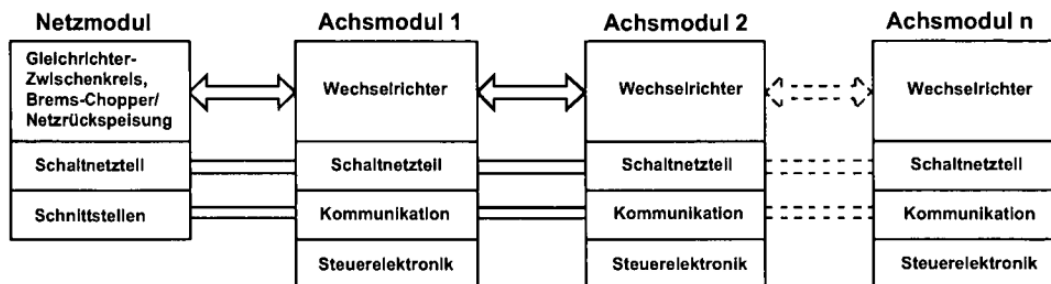 Netzmodul
Achsmodul 1
Achsmodul 2
Achsmodul n
Gleichrichter-
Zwischenkreis,
Brems-Chopper/
Netzrückspeisung
Wechselrichter
Wechselrichter
Wechselrichter
Schaltnetzteil
Schaltnetzteil
Schaltnetzteil
Schaltnetzteil
Schnittstellen
Kommunikation
Kommunikation
Kommunikation
Steuerelektronik
Steuerelektronik
Steuerelektronik